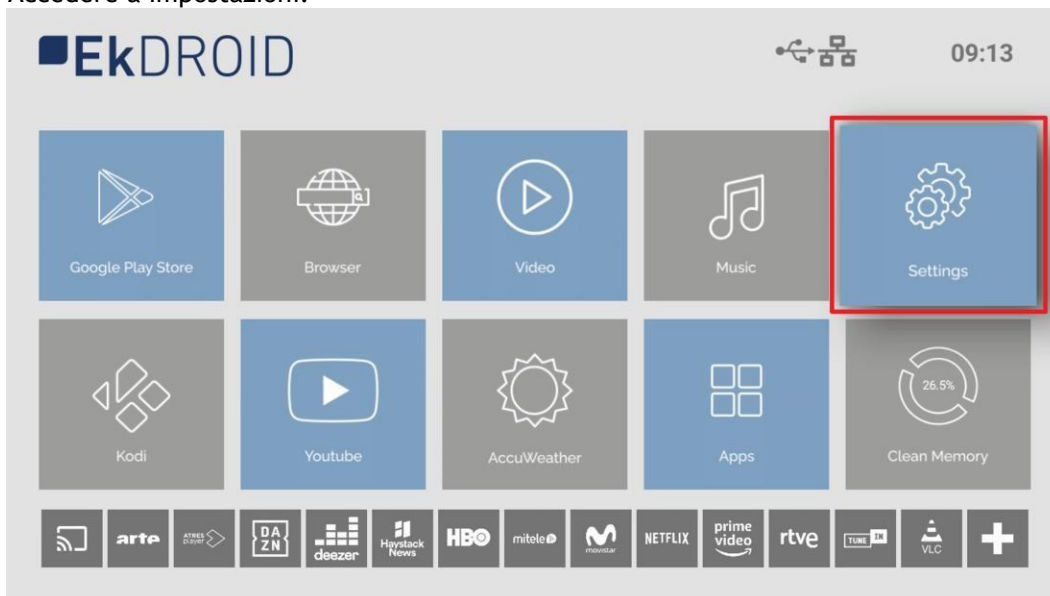 Accedere a impostazioni.
EkDROID
09:13
Google Play Store
Browser
Video
Music
Settings
Kodi
Youtube
AccuWeather
Apps
26.5%
Clean Memory
arte
ATRES
player
DA
ZN
deezer
Haystack
News
HBO
mitele
movistar
NETFLIX
prime
video
rtve
TUNE IN
VLC